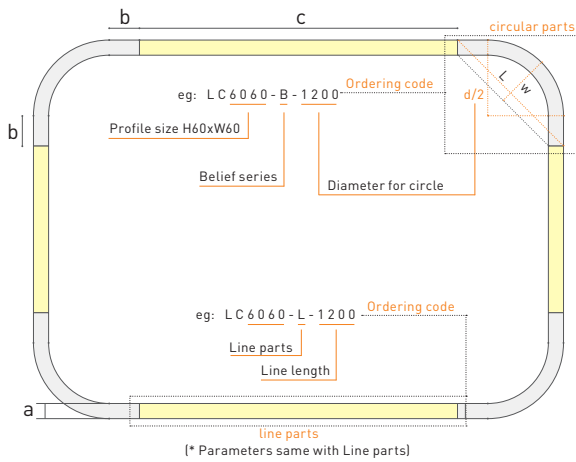 b
c
circular parts
L
w
b
Ordering code
eg: LC6060-B-1200
d/2
Profile size H60xW60
Belief series
Diameter for circle
eg: LC6060-L-1200
Ordering code
Line parts
Line length
a
line parts
(* Parameters same with Line parts)